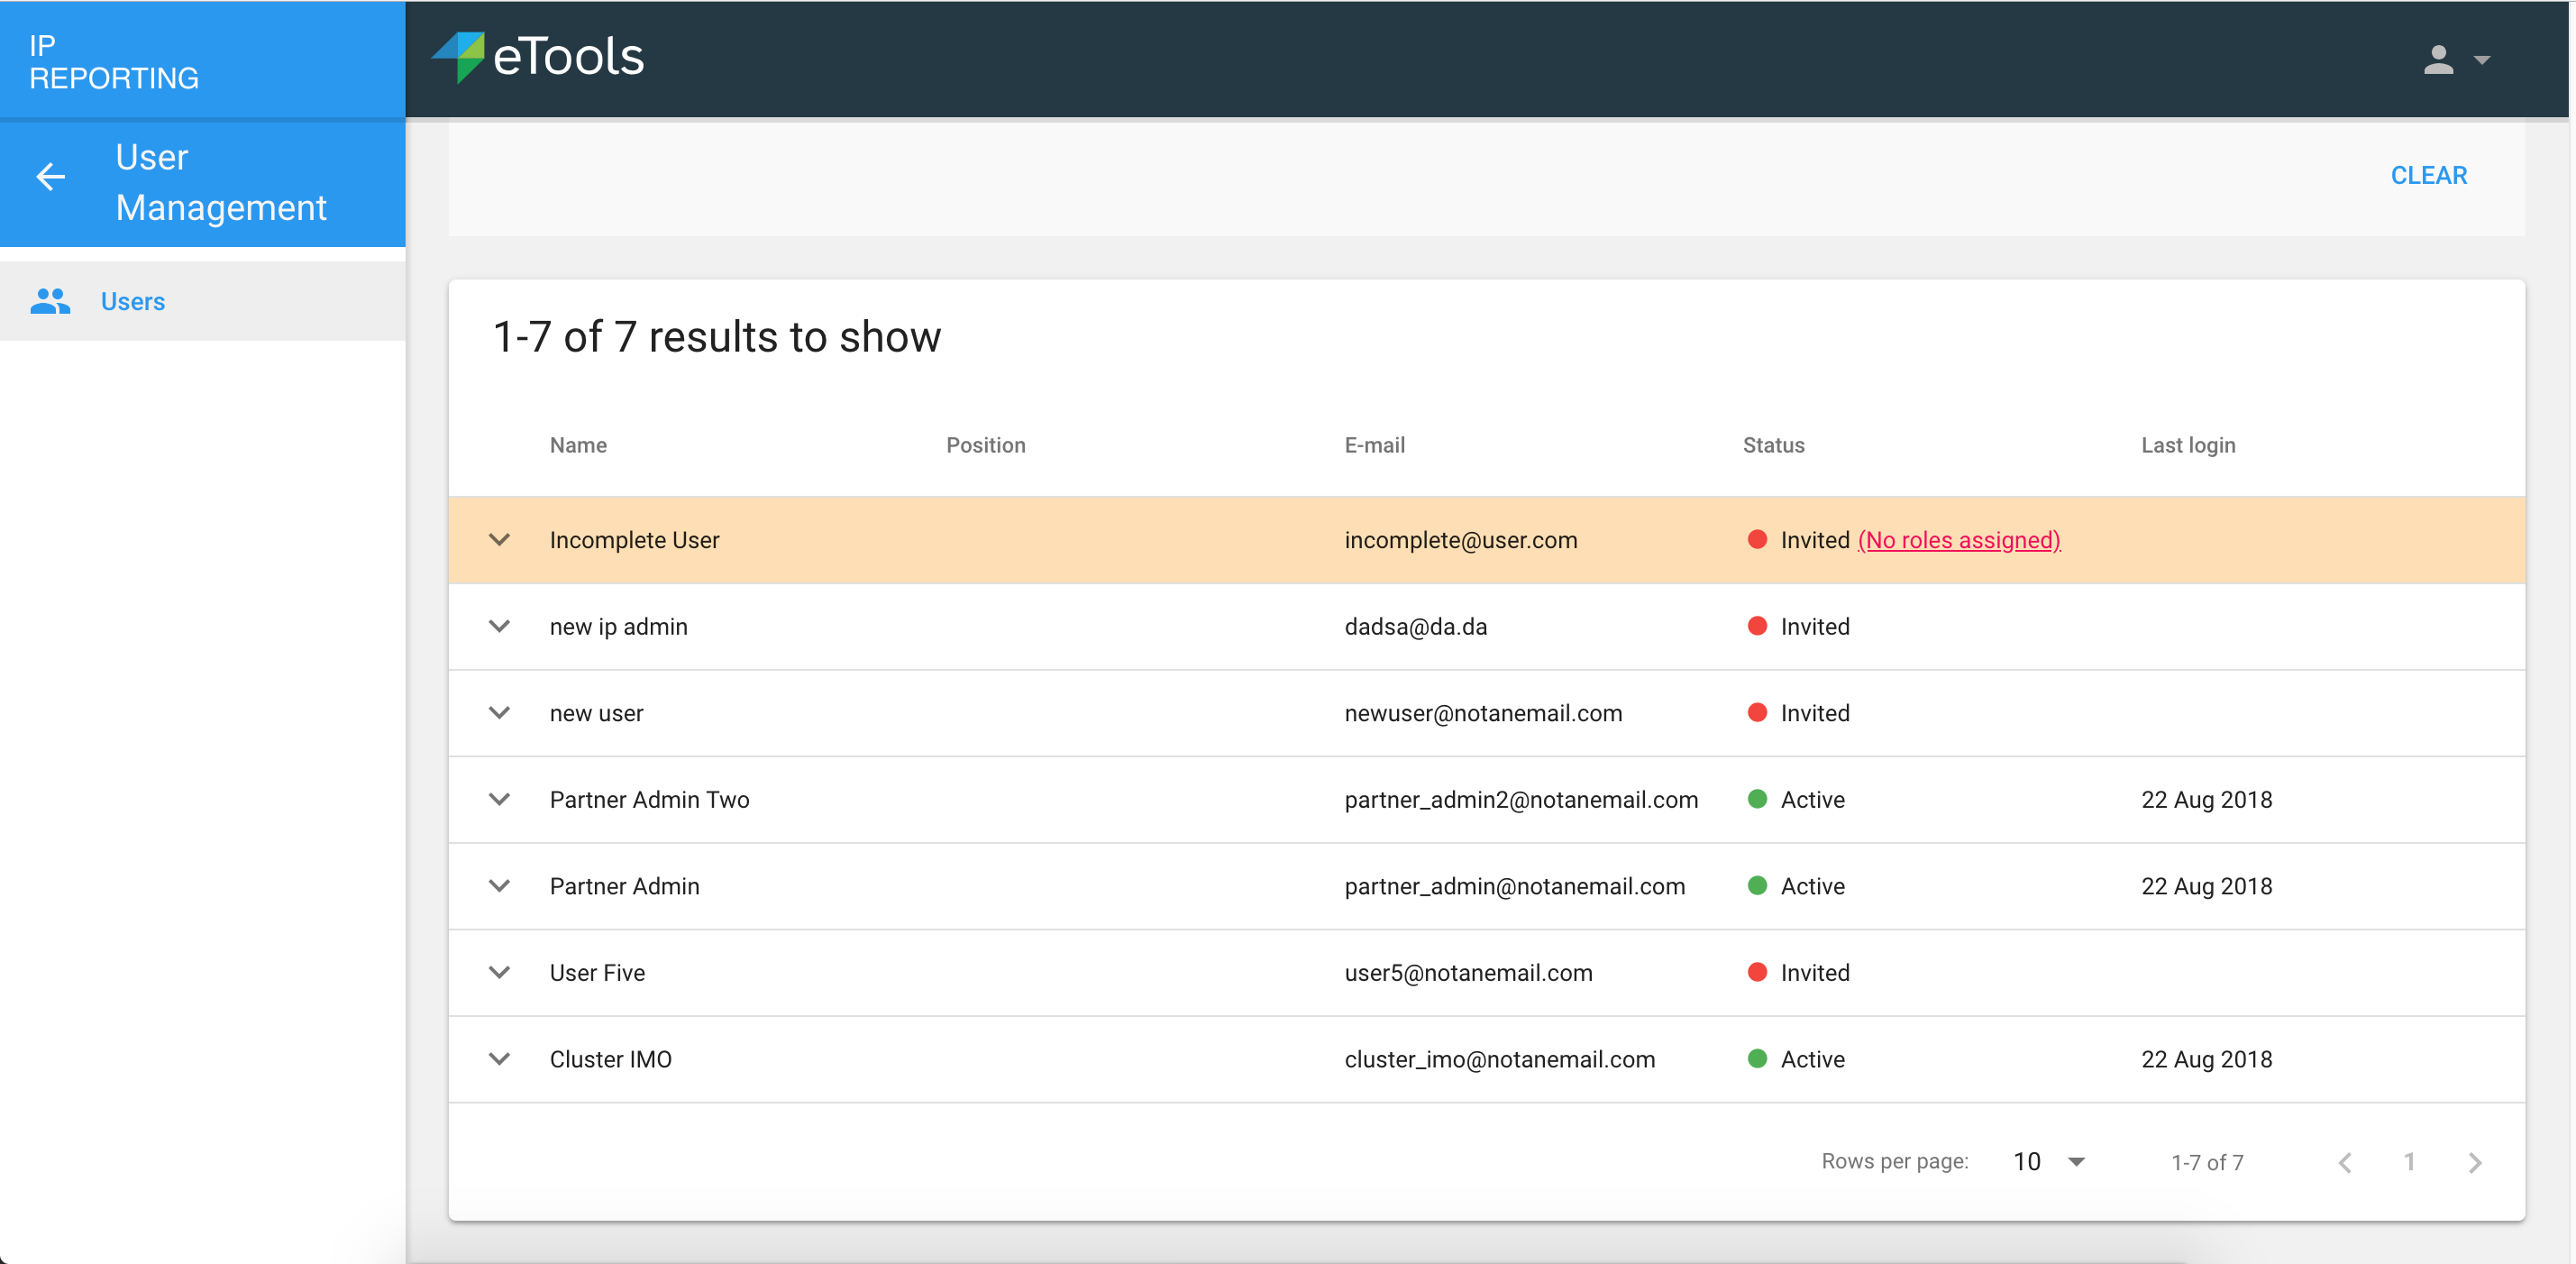 IP
REPORTING
eTools
User
Management
CLEAR
Users
1-7 of 7 results to show
Name Position E-mail Status Last login
Incomplete User incomplete@user.com Invited (No roles assigned)
new ip admin dadsa@da.da Invited
new user newuser@notanemail.com Invited
Partner Admin Two partner_admin2@notanemail.com Active 22 Aug 2018
Partner Admin partner_admin@notanemail.com Active 22 Aug 2018
User Five user5@notanemail.com Invited
Cluster IMO cluster_imo@notanemail.com Active 22 Aug 2018
Rows per page: 10 1-7 of 7 1